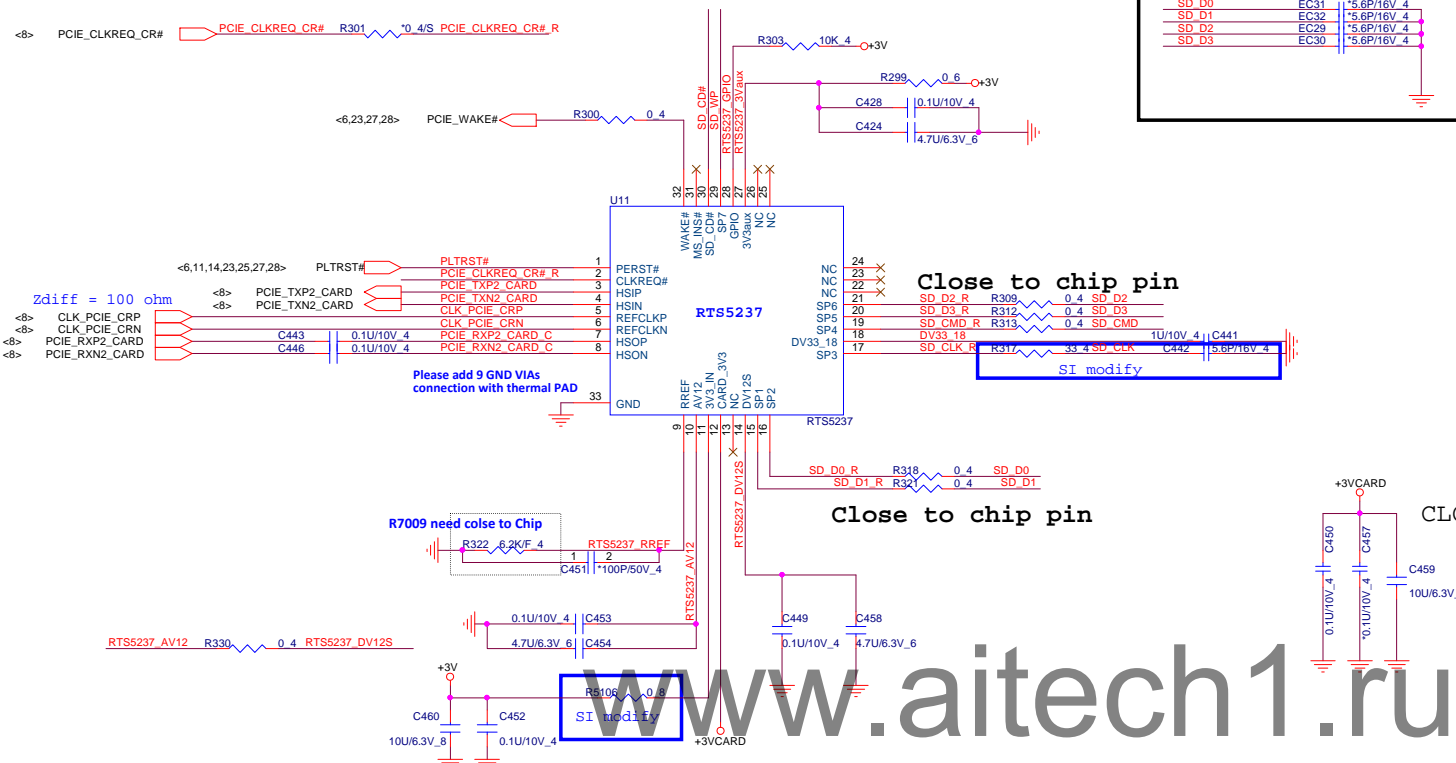 <8> PCIE_CLKREQ_CR# PCIE_CLKREQ_CR# R301 *0_4/S PCIE_CLKREQ_CR#_R
SD_D0 EC31 *5.6P/16V_4
SD_D1 EC32 *5.6P/16V_4
SD_D2 EC29 *5.6P/16V_4
SD_D3 EC30 *5.6P/16V_4
R303 10K_4 +3V
R299 0_6 +3V
C428 0.1U/10V_4
C424 4.7U/6.3V_6
<6,23,27,28> PCIE_WAKE# R300 0_4
SD_CD#
SD_WP
RTS5237_GPIO
RTS5237_3Vaux
32 31 30 29 28 27 26 25
U11
WAKE# MS_INS# SD_CD# SP7 GPIO 3V3aux NC NC
<6,11,14,23,25,27,28> PLTRST# PLTRST# 1 PERST#
PCIE_CLKREQ_CR#_R 2 CLKREQ#
<8> PCIE_TXP2_CARD PCIE_TXP2_CARD 3 HSIP
<8> PCIE_TXN2_CARD PCIE_TXN2_CARD 4 HSIN
Zdiff = 100 ohm
<8> CLK_PCIE_CRP CLK_PCIE_CRP 5 REFCLKP
<8> CLK_PCIE_CRN CLK_PCIE_CRN 6 REFCLKN
<8> PCIE_RXP2_CARD C443 0.1U/10V_4 PCIE_RXP2_CARD_C 7 HSOP
<8> PCIE_RXN2_CARD C446 0.1U/10V_4 PCIE_RXN2_CARD_C 8 HSON
RTS5237
NC 24
NC 23
NC 22
Close to chip pin
SP6 21 SD_D2_R R309 0_4 SD_D2
SP5 20 SD_D3_R R312 0_4 SD_D3
SP4 19 SD_CMD_R R313 0_4 SD_CMD
DV33_18 18 DV33_18 1U/10V_4 C441
SP3 17 SD_CLK_R R317 33_4 SD_CLK C442 5.6P/16V_4
SI modify
Please add 9 GND VIAs
connection with thermal PAD
33 GND
RREF AV12 3V3_IN CARD_3V3 NC DV12S SP1 SP2
RTS5237
9 10 11 12 13 14 15 16
SD_D0_R R318 0_4 SD_D0
SD_D1_R R321 0_4 SD_D1
Close to chip pin
RTS5237_DV12S
R7009 need colse to Chip
R322 6.2K/F_4 RTS5237_RREF
1 2
C451 *100P/50V_4
RTS5237_AV12
0.1U/10V_4 C453
4.7U/6.3V_6 C454
C449 0.1U/10V_4
C458 4.7U/6.3V_6
RTS5237_AV12 R330 0_4 RTS5237_DV12S
+3V
R5106 0_8
SI modify
C460 10U/6.3V_8
C452 0.1U/10V_4
+3VCARD
+3VCARD
CLO
C450 0.1U/10V_4
C457 *0.1U/10V_4
C459 10U/6.3V_
www.aitech1.ru